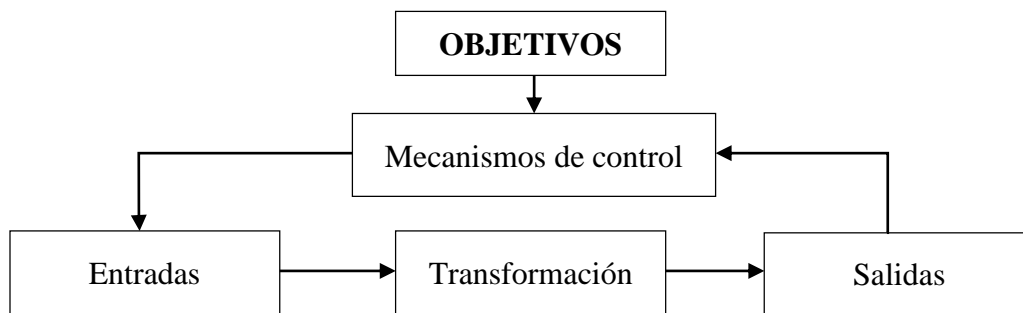 OBJETIVOS
Mecanismos de control
Entradas
Transformación
Salidas